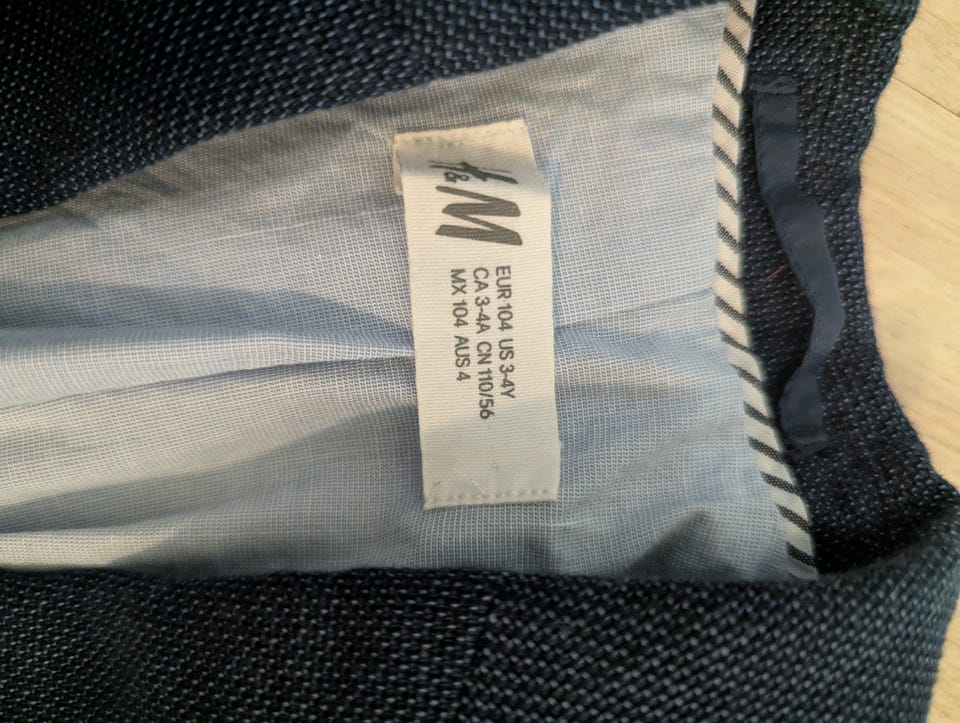 H&M
EUR 104 US 3-4Y
CA 3-4A CN 110/56
MX 104 AUS 4